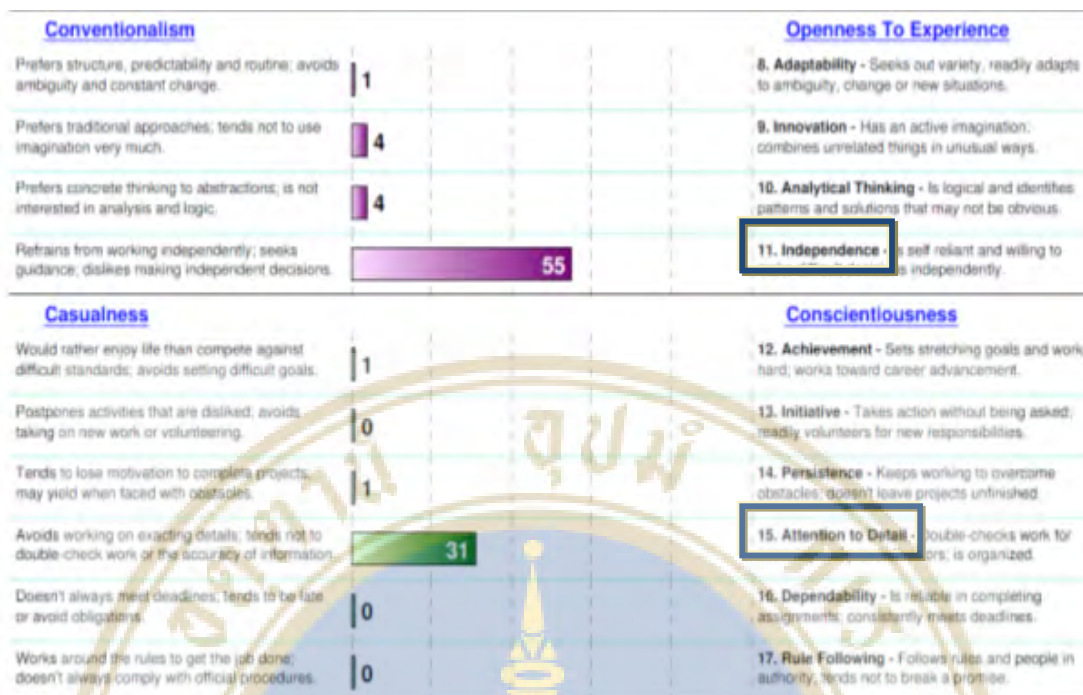 Conventionalism
Openness To Experience
Prefers structure, predictability and routine; avoids
ambiguity and constant change.
1
8. Adaptability - Seeks out variety, readily adapts
to ambiguity, change or new situations.
Prefers traditional approaches; tends not to use
imagination very much.
4
9. Innovation - Has an active imagination;
combines unrelated things in unusual ways.
Prefers concrete thinking to abstractions; is not
interested in analysis and logic.
4
10. Analytical Thinking - Is logical and identifies
patterns and solutions that may not be obvious.
Refrains from working independently; seeks
guidance; dislikes making independent decisions.
55
11. Independence - s self reliant and willing to
s independently.
Casualness
Conscientiousness
Would rather enjoy life than compete against
difficult standards; avoids setting difficult goals.
1
12. Achievement - Sets stretching goals and work
hard; works toward career advancement.
Postpones activities that are disliked; avoids
taking on new work or volunteering.
0
13. Initiative - Takes action without being asked;
readily volunteers for new responsibilities.
Tends to lose motivation to complete projects;
may yield when faced with obstacles.
1
14. Persistence - Keeps working to overcome
obstacles; doesn't leave projects unfinished.
Avoids working on exacting details; tends not to
double-check work or the accuracy of information.
31
15. Attention to Detail - Double-checks work for
rs; is organized.
Doesn't always meet deadlines; tends to be late
or avoid obligations.
0
16. Dependability - Is reliable in completing
assignments; consistently meets deadlines.
Works around the rules to get the job done;
doesn't always comply with official procedures.
0
17. Rule Following - Follows rules and people in
authority; tends not to break a promise.